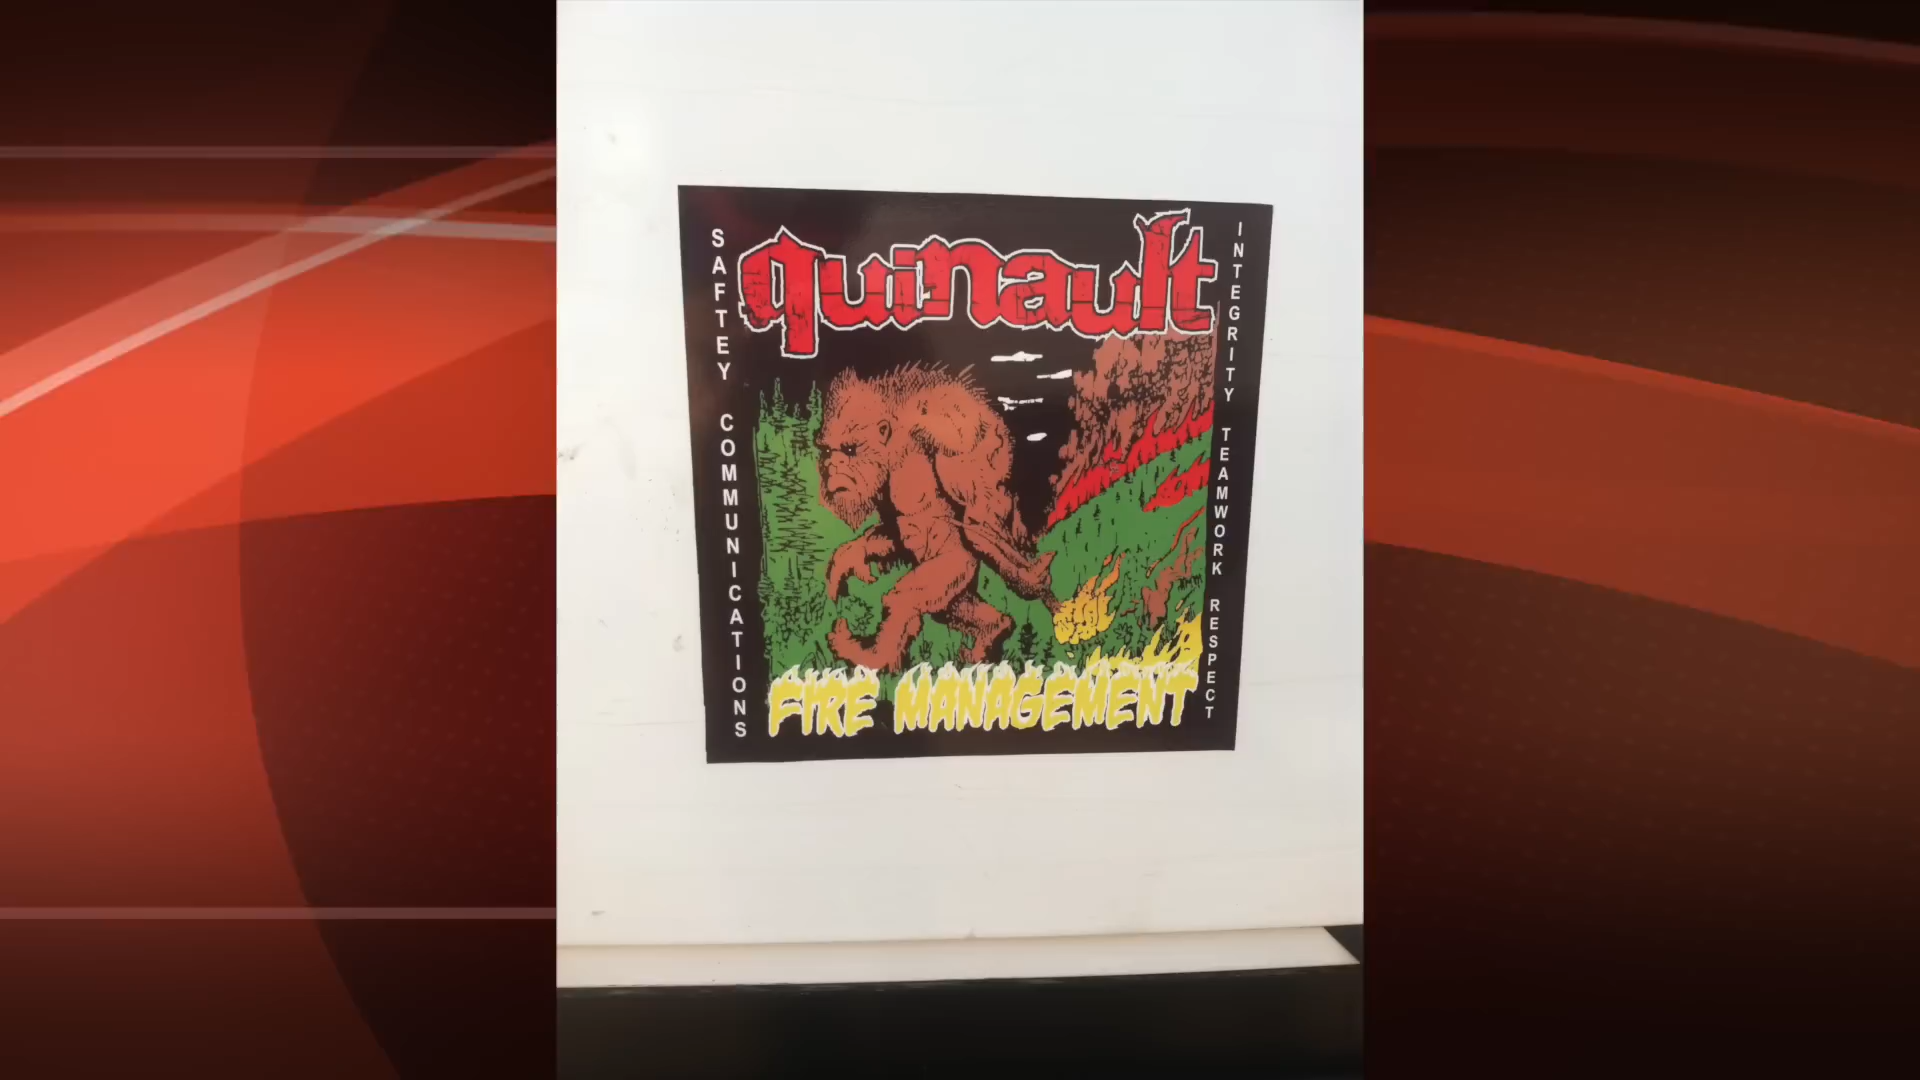 quinault
SAFTEY COMMUNICATIONS
INTEGRITY TEAMWORK RESPECT
FIRE MANAGEMENT